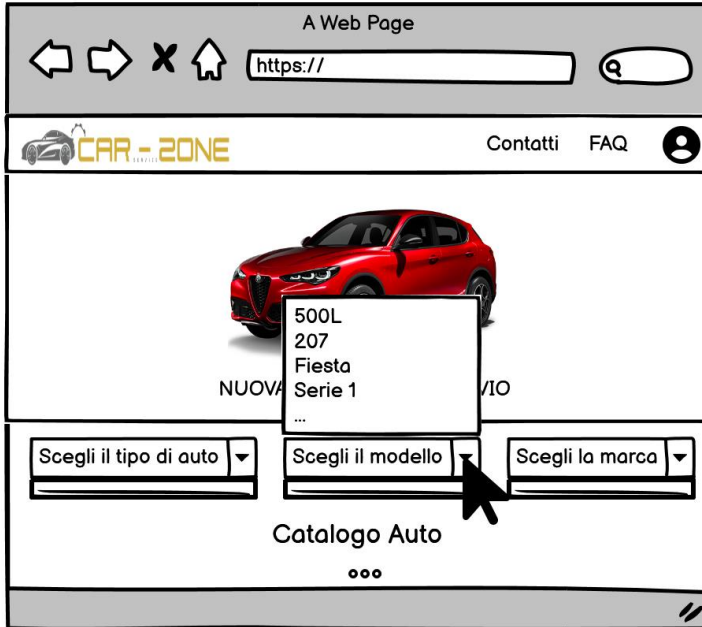 A Web Page
https://
CAR - ZONE
SERVICE
Contatti
FAQ
500L
207
Fiesta
Serie 1
...
NUOVA
VIO
Scegli il tipo di auto
Scegli il modello
Scegli la marca
Catalogo Auto